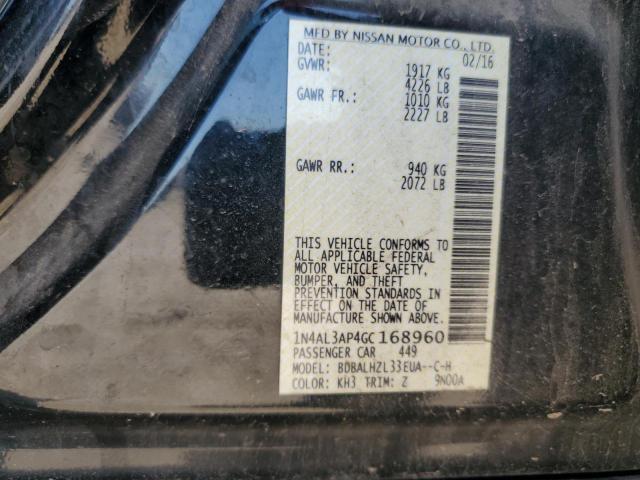 MFD BY NISSAN MOTOR CO., LTD.
DATE: 02/16
GVWR: 1917 KG
4226 LB
GAWR FR.: 1010 KG
2227 LB
GAWR RR.: 940 KG
2072 LB
THIS VEHICLE CONFORMS TO
ALL APPLICABLE FEDERAL
MOTOR VEHICLE SAFETY,
BUMPER, AND THEFT
PREVENTION STANDARDS IN
EFFECT ON THE DATE OF
MANUFACTURE SHOWN ABOVE.
1N4AL3AP4GC168960
PASSENGER CAR 449
MODEL: BDBALHZL33EUA--C-H
COLOR: KH3 TRIM: Z 9N00A